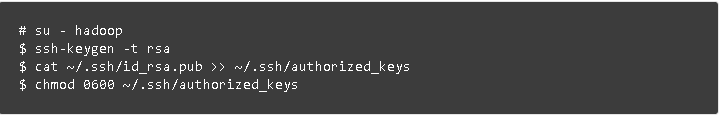 # su - hadoop
$ ssh-keygen -t rsa
$ cat ~/.ssh/id_rsa.pub >> ~/.ssh/authorized_keys
$ chmod 0600 ~/.ssh/authorized_keys